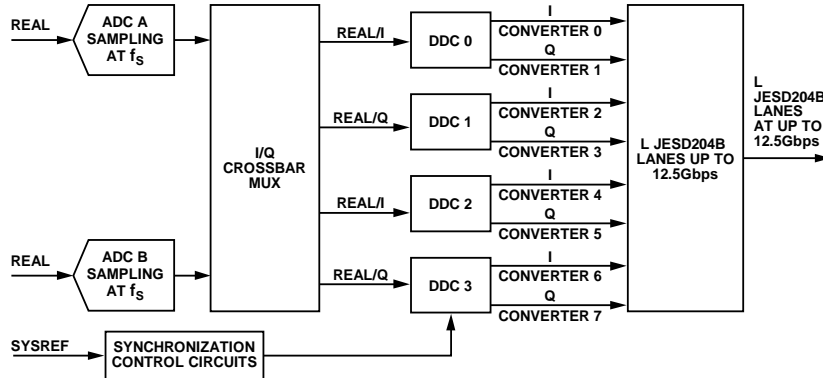 REAL
ADC A
SAMPLING
AT fS
REAL/I
DDC 0
I
CONVERTER 0
Q
CONVERTER 1
REAL/Q
DDC 1
I
CONVERTER 2
Q
CONVERTER 3
I/Q
CROSSBAR
MUX
L JESD204B
LANES UP TO
12.5Gbps
L
JESD204B
LANES
AT UP TO
12.5Gbps
REAL/I
DDC 2
I
CONVERTER 4
Q
CONVERTER 5
REAL
ADC B
SAMPLING
AT fS
REAL/Q
DDC 3
I
CONVERTER 6
Q
CONVERTER 7
SYSREF
SYNCHRONIZATION
CONTROL CIRCUITS